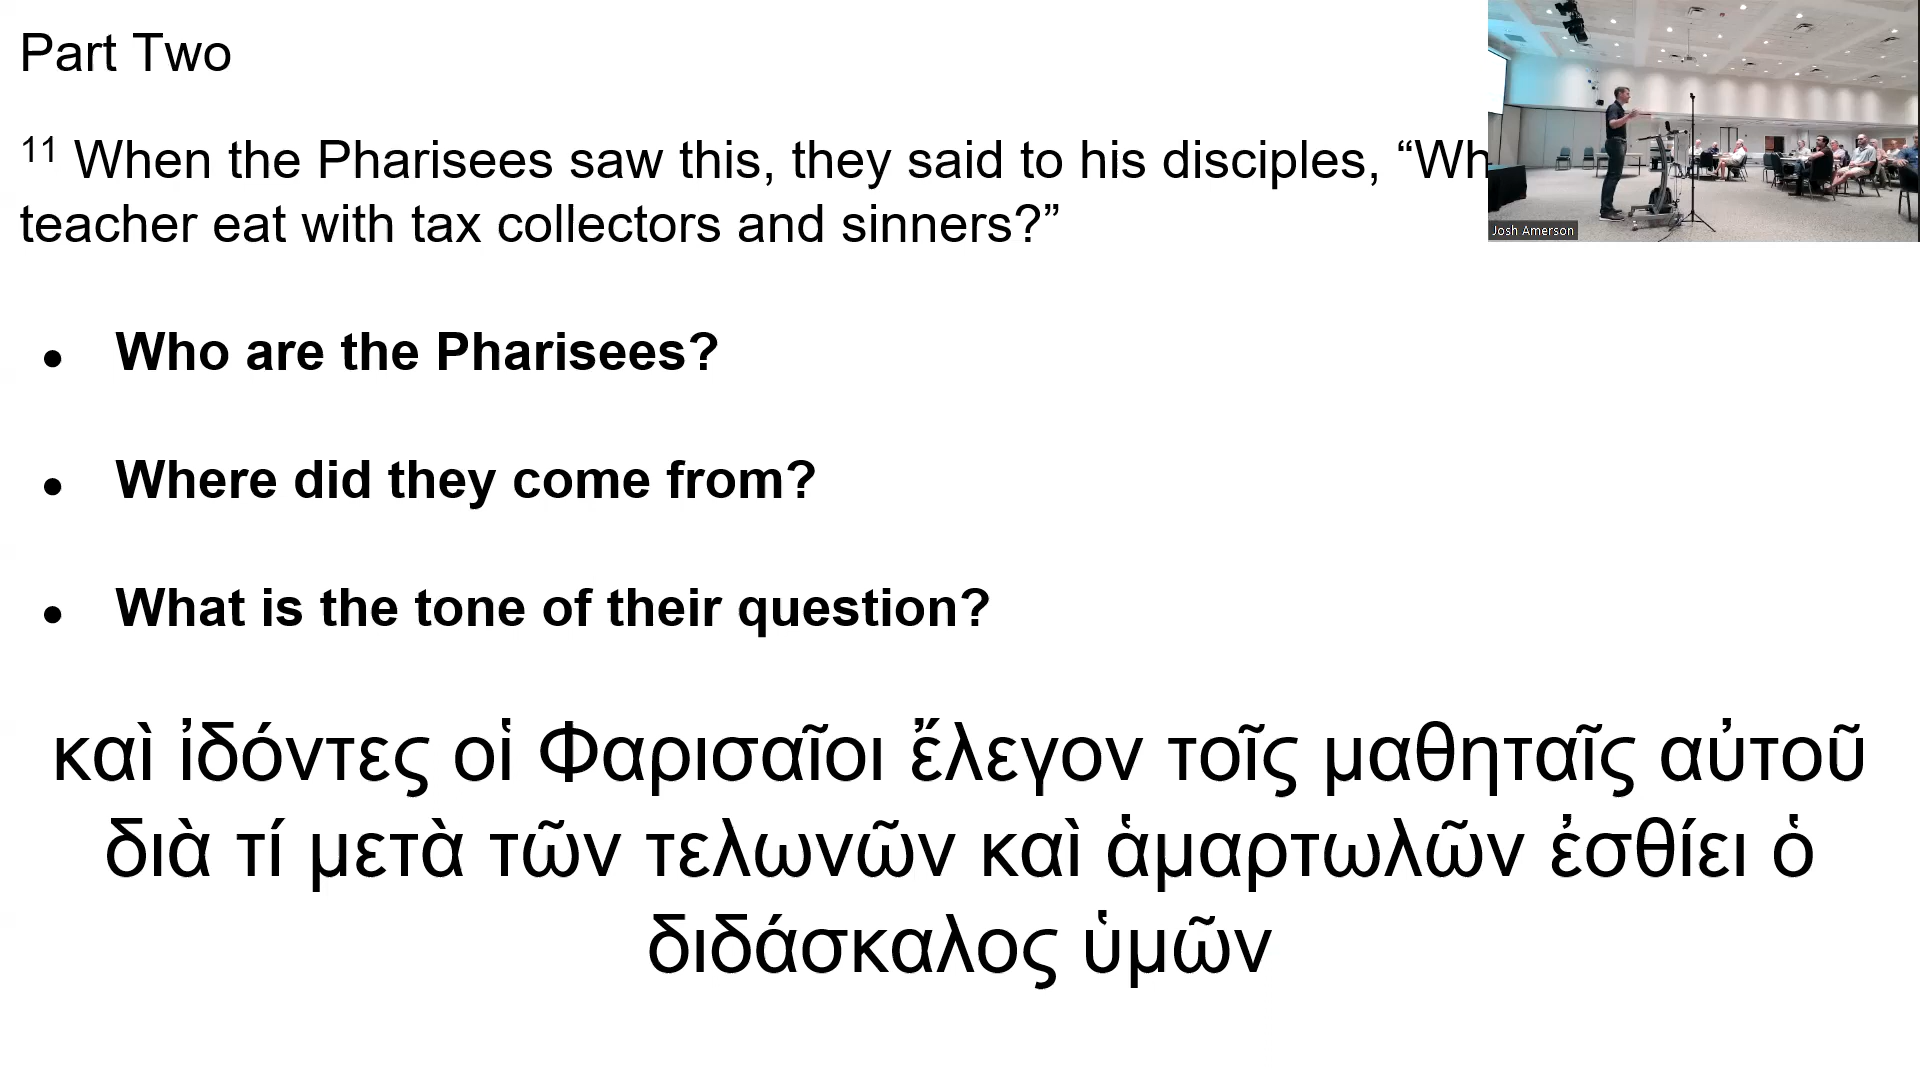 Part Two
11 When the Pharisees saw this, they said to his disciples, “Wh
teacher eat with tax collectors and sinners?”
● Who are the Pharisees?
● Where did they come from?
● What is the tone of their question?
καὶ ἰδόντες οἱ Φαρισαῖοι ἔλεγον τοῖς μαθηταῖς αὐτοῦ
διὰ τί μετὰ τῶν τελωνῶν καὶ ἁμαρτωλῶν ἐσθίει ὁ
διδάσκαλος ὑμῶν
Josh Amerson